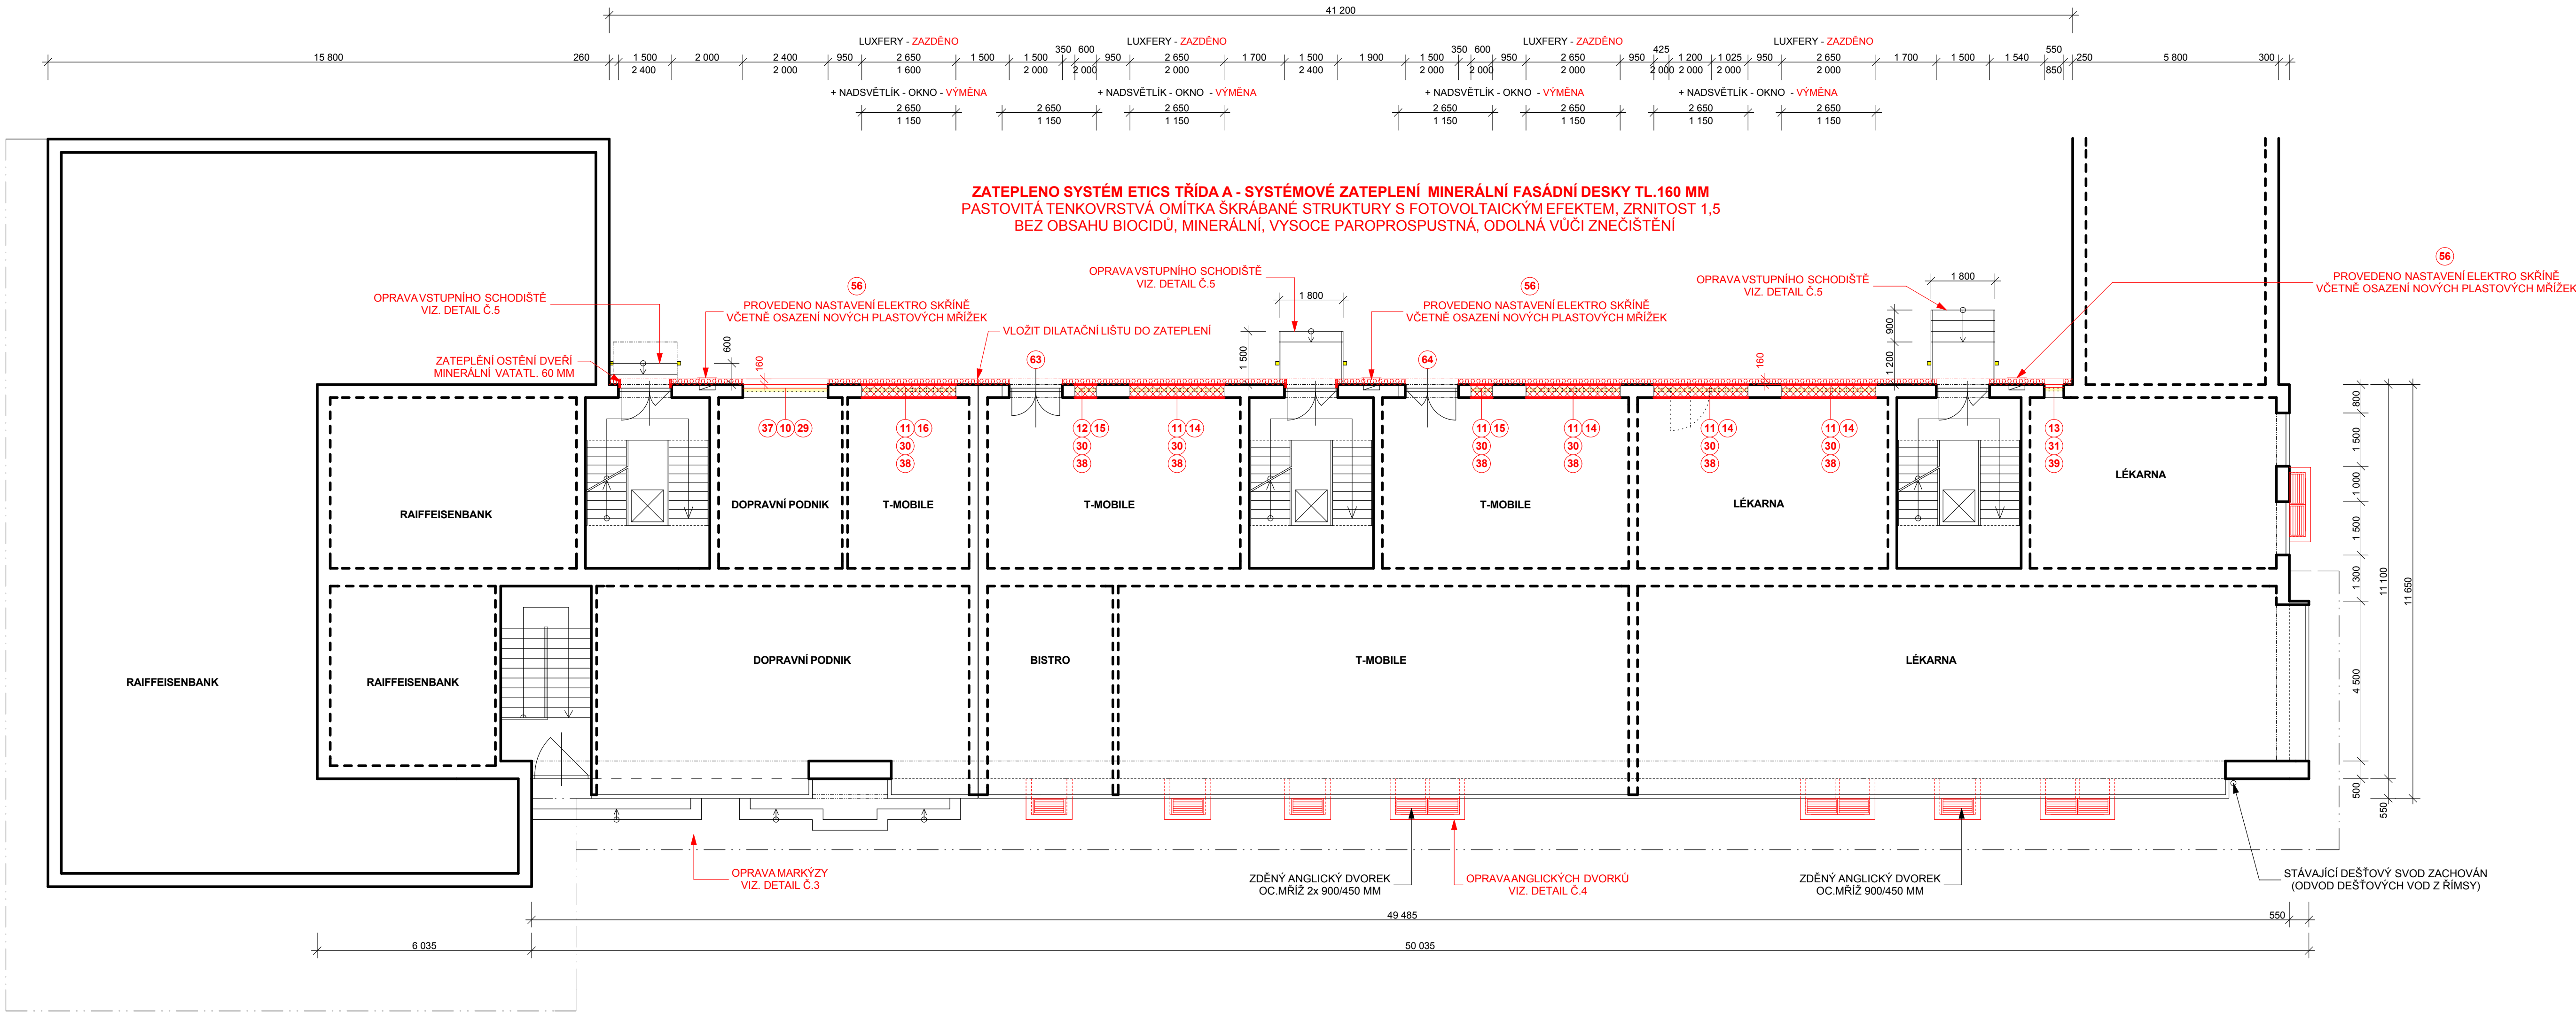 41 200
LUXFERY - ZAZDĚNO
LUXFERY - ZAZDĚNO
LUXFERY - ZAZDĚNO
LUXFERY - ZAZDĚNO
15 800
260
1 500
2 400
2 000
2 400
2 000
950
2 650
1 600
1 500
1 500
2 000
350
600
2 000
950
2 650
2 000
1 700
1 500
2 400
1 900
1 500
2 000
350
600
2 000
950
2 650
2 000
950
425
2 000
1 200
2 000
1 025
2 000
950
2 650
2 000
1 700
1 500
1 540
550
850
250
5 800
300
+ NADSVĚTLÍK - OKNO - VÝMĚNA
+ NADSVĚTLÍK - OKNO - VÝMĚNA
+ NADSVĚTLÍK - OKNO - VÝMĚNA
+ NADSVĚTLÍK - OKNO - VÝMĚNA
2 650
1 150
2 650
1 150
2 650
1 150
2 650
1 150
2 650
1 150
2 650
1 150
2 650
1 150
ZATEPLENO SYSTÉM ETICS TŘÍDA A - SYSTÉMOVÉ ZATEPLENÍ MINERÁLNÍ FASÁDNÍ DESKY TL.160 MM
PASTOVITÁ TENKOVRSTVÁ OMÍTKA ŠKRÁBANÉ STRUKTURY S FOTOVOLTAICKÝM EFEKTEM, ZRNITOST 1,5
BEZ OBSAHU BIOCIDŮ, MINERÁLNÍ, VYSOCE PAROPROSPUSTNÁ, ODOLNÁ VŮČI ZNEČIŠTĚNÍ
OPRAVA VSTUPNÍHO SCHODIŠTĚ
VIZ. DETAIL Č.5
56
PROVEDENO NASTAVENÍ ELEKTRO SKŘÍNĚ
VČETNĚ OSAZENÍ NOVÝCH PLASTOVÝCH MŘÍŽEK
VLOŽIT DILATAČNÍ LIŠTU DO ZATEPLENÍ
OPRAVA VSTUPNÍHO SCHODIŠTĚ
VIZ. DETAIL Č.5
56
PROVEDENO NASTAVENÍ ELEKTRO SKŘÍNĚ
VČETNĚ OSAZENÍ NOVÝCH PLASTOVÝCH MŘÍŽEK
OPRAVA VSTUPNÍHO SCHODIŠTĚ
VIZ. DETAIL Č.5
56
PROVEDENO NASTAVENÍ ELEKTRO SKŘÍNĚ
VČETNĚ OSAZENÍ NOVÝCH PLASTOVÝCH MŘÍŽEK
ZATEPLĚNÍ OSTĚNÍ DVEŘÍ
MINERÁLNÍ VATA TL. 60 MM
600
160
63
1 800
1 500
64
160
1 800
900
1 200
37 10 29
11 16
30
38
12 15
30
38
11 14
30
38
11 15
30
38
11 14
30
38
11 14
30
38
11 14
30
38
13
31
39
RAIFFEISENBANK
DOPRAVNÍ PODNIK
T-MOBILE
T-MOBILE
T-MOBILE
LÉKARNA
LÉKARNA
800
1 500
1 000
1 500
1 300
4 500
500
550
11 100
11 650
RAIFFEISENBANK
RAIFFEISENBANK
DOPRAVNÍ PODNIK
BISTRO
T-MOBILE
LÉKARNA
OPRAVA MARKÝZY
VIZ. DETAIL Č.3
ZDĚNÝ ANGLICKÝ DVOREK
OC.MŘÍŽ 2x 900/450 MM
OPRAVA ANGLICKÝCH DVORKŮ
VIZ. DETAIL Č.4
ZDĚNÝ ANGLICKÝ DVOREK
OC.MŘÍŽ 900/450 MM
STÁVAJÍCÍ DEŠŤOVÝ SVOD ZACHOVÁN
(ODVOD DEŠŤOVÝCH VOD Z ŘÍMSY)
49 485
550
6 035
50 035